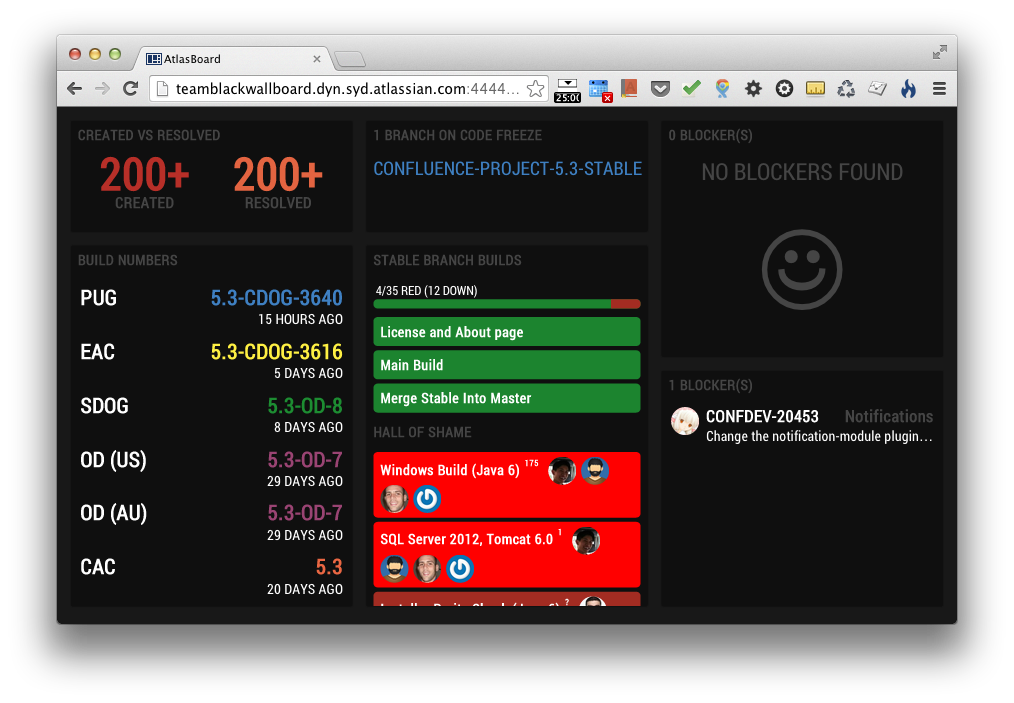 AtlasBoard
teamblackwallboard.dyn.syd.atlassian.com:4444...
25:00
CREATED VS RESOLVED
200+
CREATED
200+
RESOLVED
1 BRANCH ON CODE FREEZE
CONFLUENCE-PROJECT-5.3-STABLE
0 BLOCKER(S)
NO BLOCKERS FOUND
BUILD NUMBERS
PUG 5.3-CDOG-3640
15 HOURS AGO
EAC 5.3-CDOG-3616
5 DAYS AGO
SDOG 5.3-OD-8
8 DAYS AGO
OD (US) 5.3-OD-7
29 DAYS AGO
OD (AU) 5.3-OD-7
29 DAYS AGO
CAC 5.3
20 DAYS AGO
STABLE BRANCH BUILDS
4/35 RED (12 DOWN)
License and About page
Main Build
Merge Stable Into Master
HALL OF SHAME
Windows Build (Java 6) 175
SQL Server 2012, Tomcat 6.0 1
1 BLOCKER(S)
CONFDEV-20453 Notifications
Change the notification-module plugin...